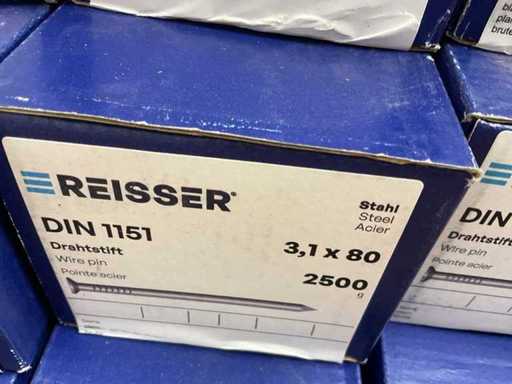 REISSER
DIN 1151
Drahtstift
Wire pin
Pointe acier
Stahl
Steel
Acier
3,1 x 80
2500
g
REISSER
DIN
Drahtstift
Wire pin
Pointe acier